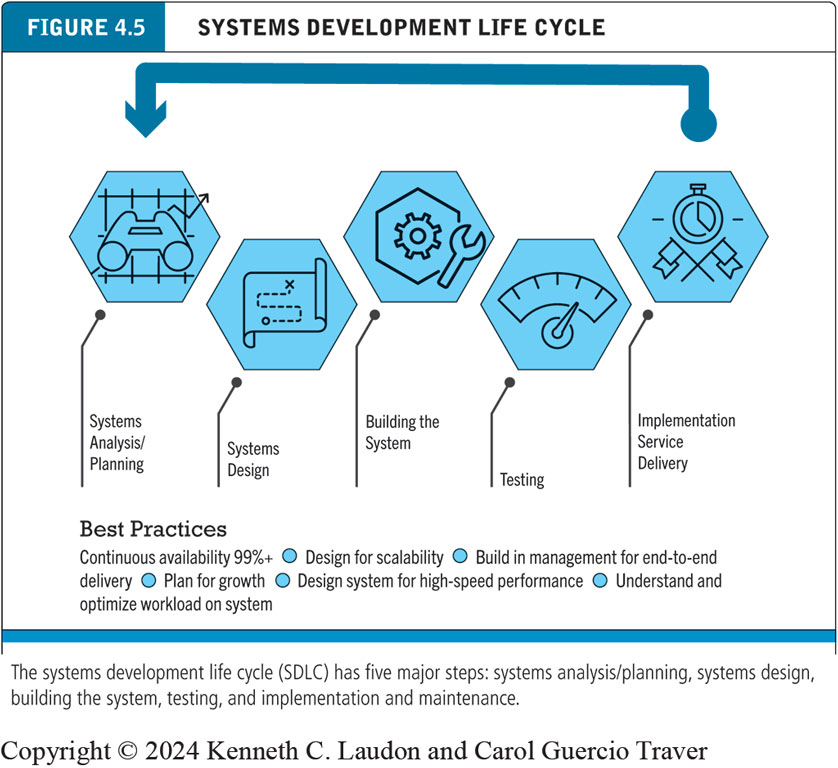 FIGURE 4.5
SYSTEMS DEVELOPMENT LIFE CYCLE
Systems
Analysis/
Planning
Systems
Design
Building the
System
Testing
Implementation
Service
Delivery
Best Practices
Continuous availability 99%+ Design for scalability Build in management for end-to-end
delivery Plan for growth Design system for high-speed performance Understand and
optimize workload on system
The systems development life cycle (SDLC) has five major steps: systems analysis/planning, systems design,
building the system, testing, and implementation and maintenance.
Copyright © 2024 Kenneth C. Laudon and Carol Guercio Traver